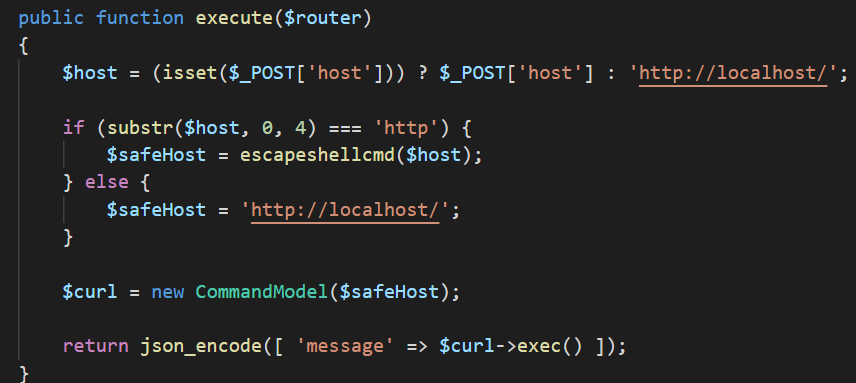 public function execute($router)
{
    $host = (isset($_POST['host'])) ? $_POST['host'] : 'http://localhost/';

    if (substr($host, 0, 4) === 'http') {
        $safeHost = escapeshellcmd($host);
    } else {
        $safeHost = 'http://localhost/';
    }

    $curl = new CommandModel($safeHost);

    return json_encode([ 'message' => $curl->exec() ]);
}